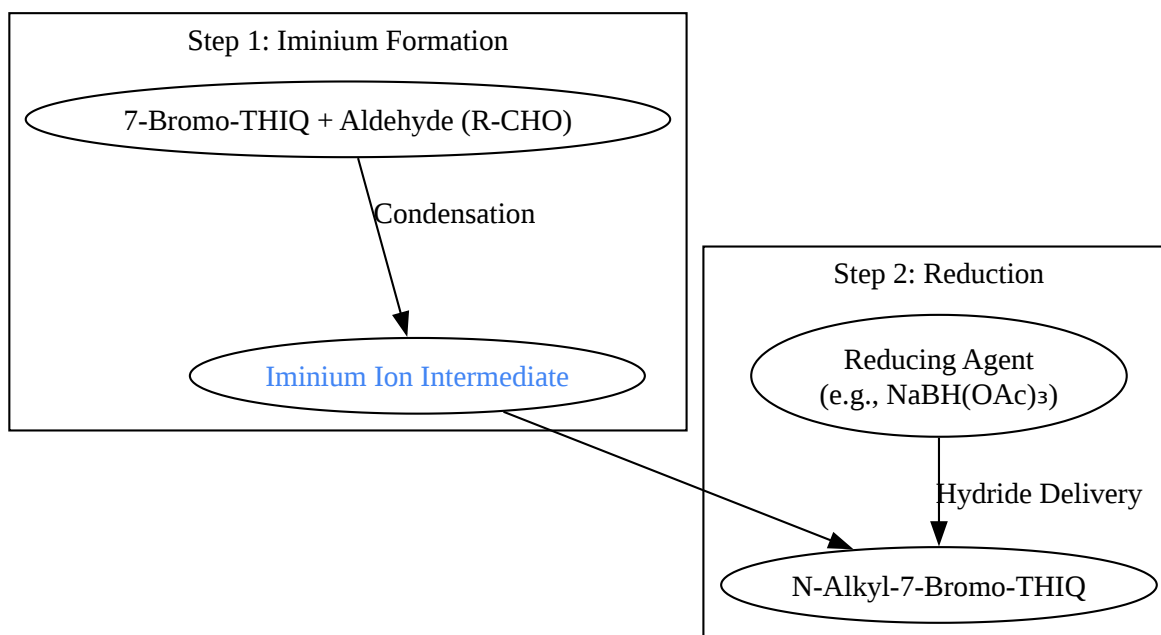 Step 1: Iminium Formation
7-Bromo-THIQ + Aldehyde (R-CHO)
Condensation
Iminium Ion Intermediate
Step 2: Reduction
Reducing Agent
(e.g., NaBH(OAc)₃)
Hydride Delivery
N-Alkyl-7-Bromo-THIQ